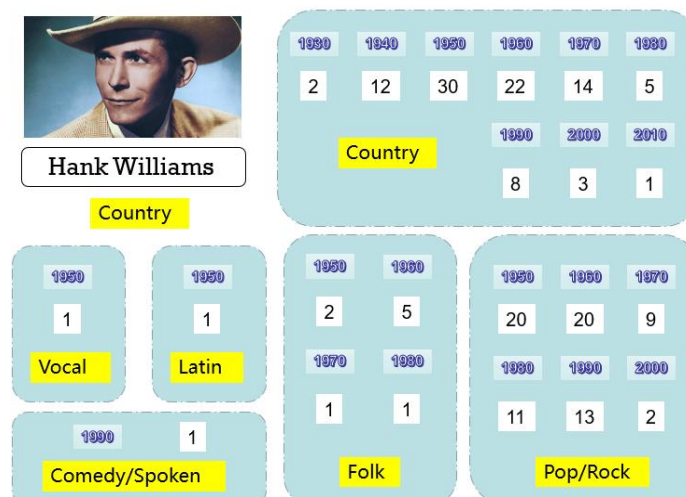 Hank Williams
Country
1930 1940 1950 1960 1970 1980
2 12 30 22 14 5
Country
1990 2000 2010
8 3 1
1950
1
Vocal
1950
1
Latin
1990 1
Comedy/Spoken
1950 1960
2 5
1970 1980
1 1
Folk
1950 1960 1970
20 20 9
1980 1990 2000
11 13 2
Pop/Rock